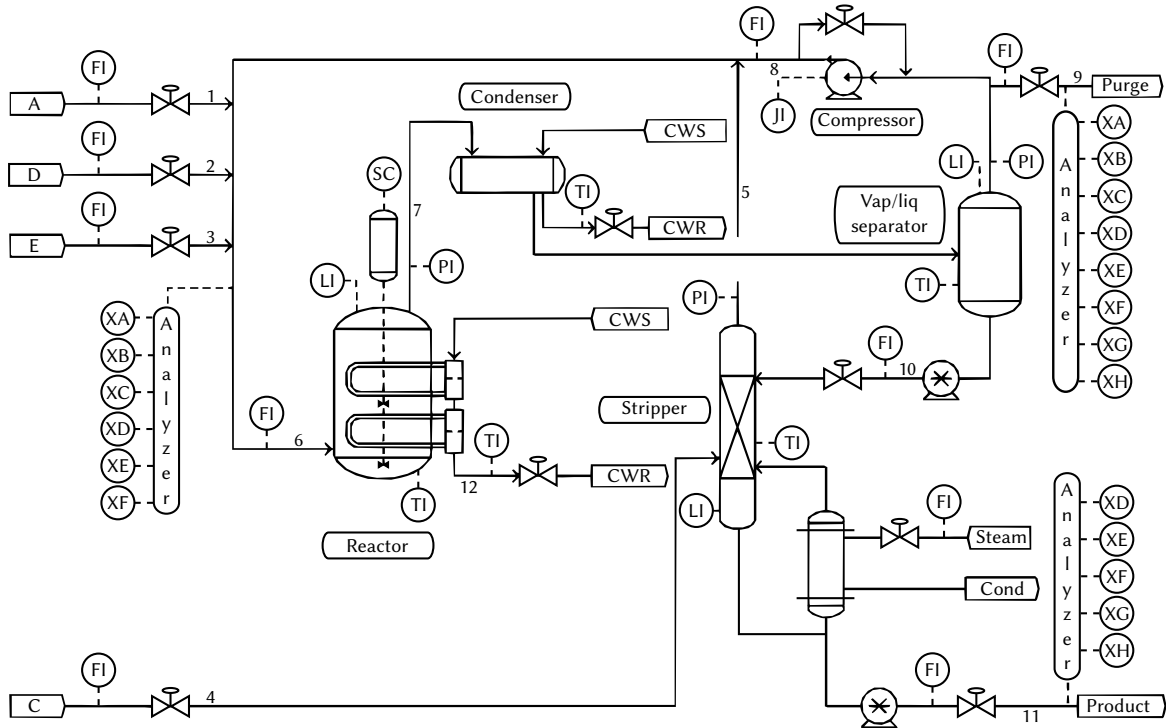 FI
8
JI
Compressor
FI
9
Purge
FI
A
1
Condenser
CWS
XA
XB
XC
XD
XE
XF
XG
XH
Analyzer
FI
D
2
SC
7
TI
CWR
5
LI
PI
Vap/liq
separator
TI
FI
E
3
LI
PI
PI
CWS
XA
XB
XC
XD
XE
XF
Analyzer
FI
10
Stripper
TI
FI
6
TI
12
CWR
TI
LI
Reactor
FI
Steam
Cond
Analyzer
XD
XE
XF
XG
XH
FI
C
4
FI
11
Product